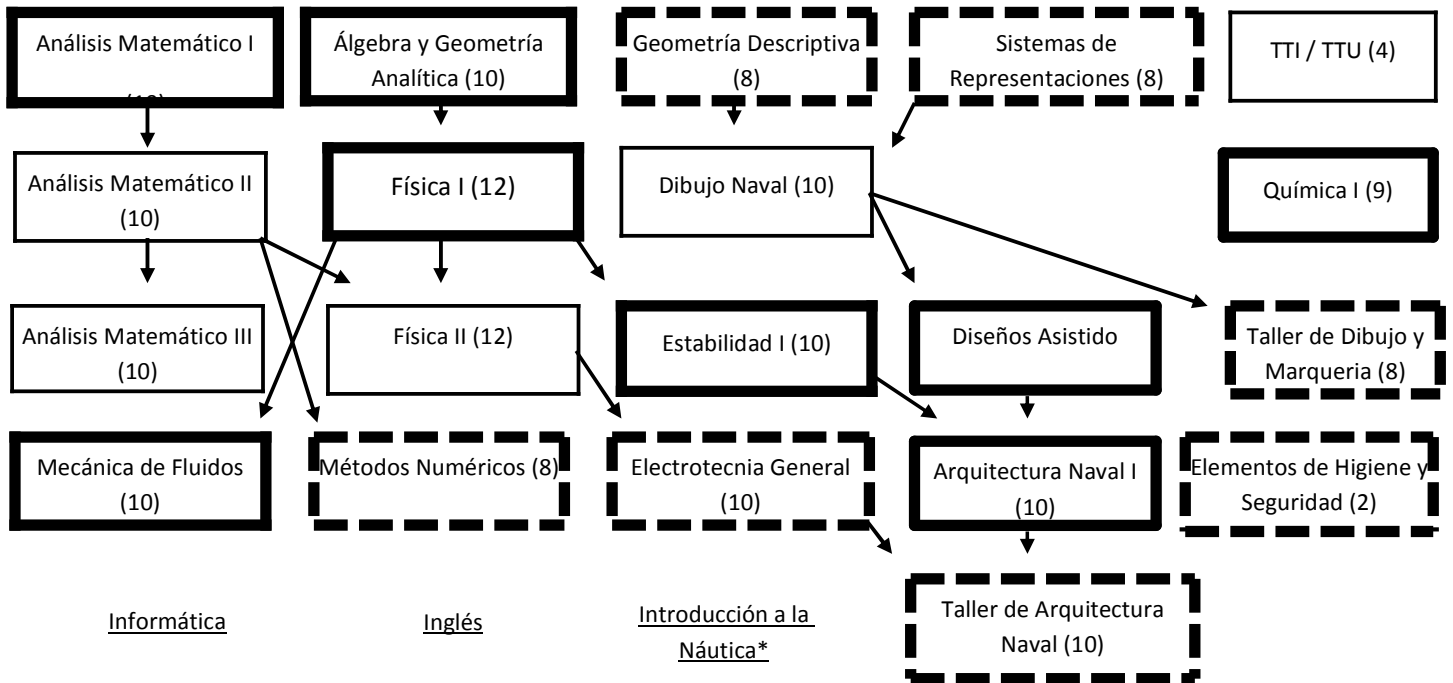 Análisis Matemático I
(10)
Álgebra y Geometría
Analítica (10)
Geometría Descriptiva
(8)
Sistemas de
Representaciones (8)
TTI / TTU (4)
Análisis Matemático II
(10)
Física I (12)
Dibujo Naval (10)
Química I (9)
Análisis Matemático III
(10)
Física II (12)
Estabilidad I (10)
Diseños Asistido
Taller de Dibujo y
Marqueria (8)
Mecánica de Fluidos
(10)
Métodos Numéricos (8)
Electrotecnia General
(10)
Arquitectura Naval I
(10)
Elementos de Higiene y
Seguridad (2)
Informática
Inglés
Introducción a la
Náutica*
Taller de Arquitectura
Naval (10)